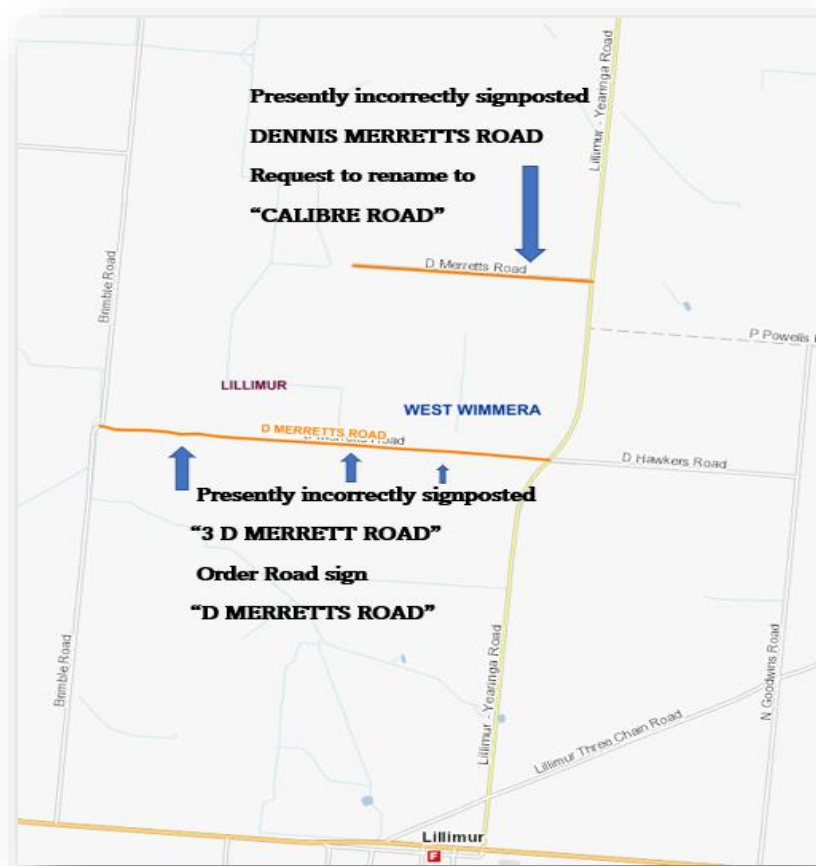 Presently incorrectly signposted
DENNIS MERRETTS ROAD
Request to rename to
“CALIBRE ROAD”
Lillimur - Yearinga Road
D Merretts Road
Brimble Road
P Powells
LILLIMUR
WEST WIMMERA
D MERRETTS ROAD
Road
D Hawkers Road
Presently incorrectly signposted
“3 D MERRETT ROAD”
Order Road sign
“D MERRETTS ROAD”
Brimble Road
Lillimur - Yearinga Road
N Goodwins Road
Lillimur Three Chain Road
Lillimur
F